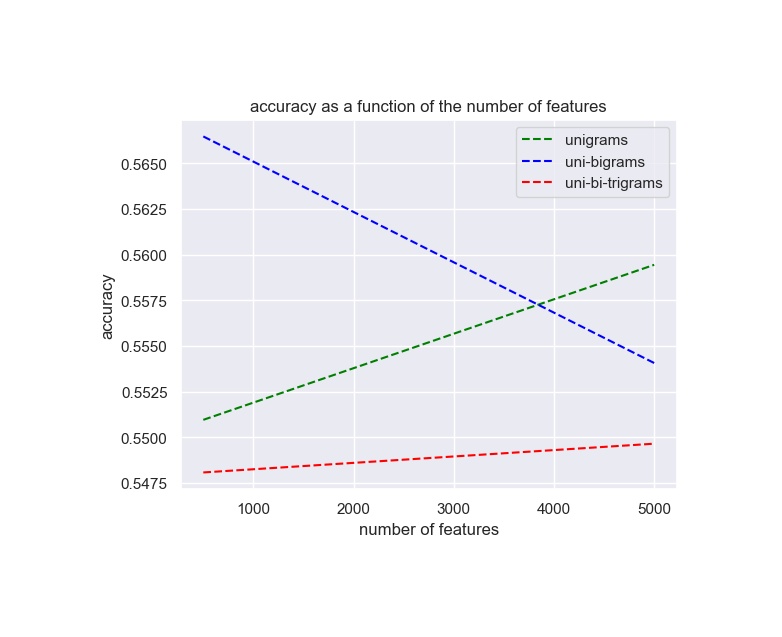 accuracy as a function of the number of features
unigrams
uni-bigrams
uni-bi-trigrams
accuracy
0.5650
0.5625
0.5600
0.5575
0.5550
0.5525
0.5500
0.5475
1000 2000 3000 4000 5000
number of features